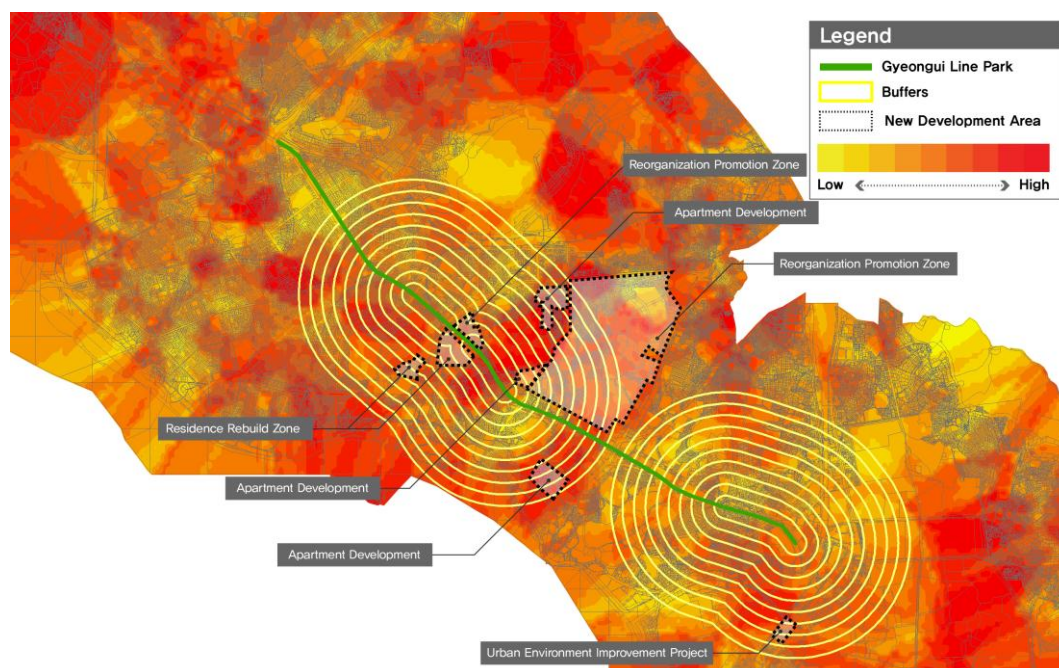 Legend
Gyeongui Line Park
Buffers
New Development Area
Low High
Reorganization Promotion Zone
Apartment Development
Reorganization Promotion Zone
Residence Rebuild Zone
Apartment Development
Apartment Development
Urban Environment Improvement Project